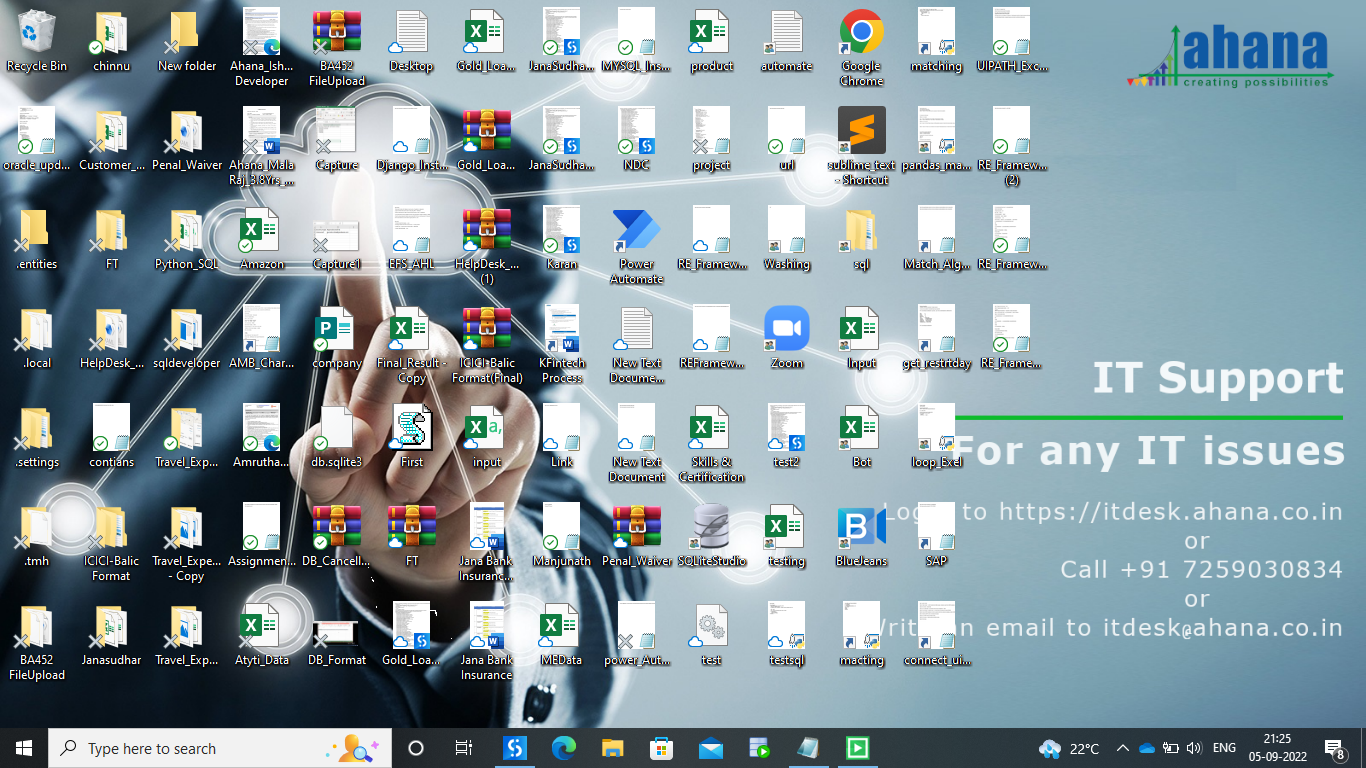 Recycle Bin
chinnu
New folder
Ahana_Ish...
Developer
BA452
FileUpload
Desktop
Gold_Loa...
JanaSudha...
MYSQL_Ins...
product
automate
Google
Chrome
matching
UIPATH_Exc...
ahana
creating possibilities
oracle_upd...
Customer_...
Penal_Waiver
Ahana_Mala
Raj_3.8Yrs_...
Capture
Django_Inst...
Gold_Loa...
JanaSudha...
NDC
project
url
sublime_text
- Shortcut
pandas_ma...
RE_Framew...
(2)
.entities
FT
Python_SQL
Amazon
Capture1
EFS_AHL
HelpDesk_...
(1)
Karan
Power
Automate
RE_Framew...
Washing
sql
Match_Alg...
RE_Framew...
.local
HelpDesk_...
sqldeveloper
AMB_Char...
company
Final_Result -
Copy
ICICI-Balic
Format(Final)
KFintech
Process
New Text
Docume...
REFramew...
Zoom
Input
get_restrtday
RE_Frame...
IT Support
.settings
contians
Travel_Exp...
Amrutha...
db.sqlite3
First
input
Link
New Text
Document
Skills &
Certification
test2
Bot
loop_Exel
For any IT issues
.tmh
ICICI-Balic
Format
Travel_Expe...
- Copy
Assignmen...
DB_Cancell...
FT
Jana Bank
Insuranc...
Manjunath
Penal_Waiver
SQLiteStudio
testing
BlueJeans
SAP
to https://itdesk.ahana.co.in
or
Call +91 7259030834
or
BA452
FileUpload
Janasudhar
Travel_Exp...
Atyti_Data
DB_Format
Gold_Loa...
Jana Bank
Insurance
MEData
power_Aut...
test
testsql
macting
connect_ui...
email to itdesk@ahana.co.in
Type here to search
22°C
ENG
21:25
05-09-2022
8